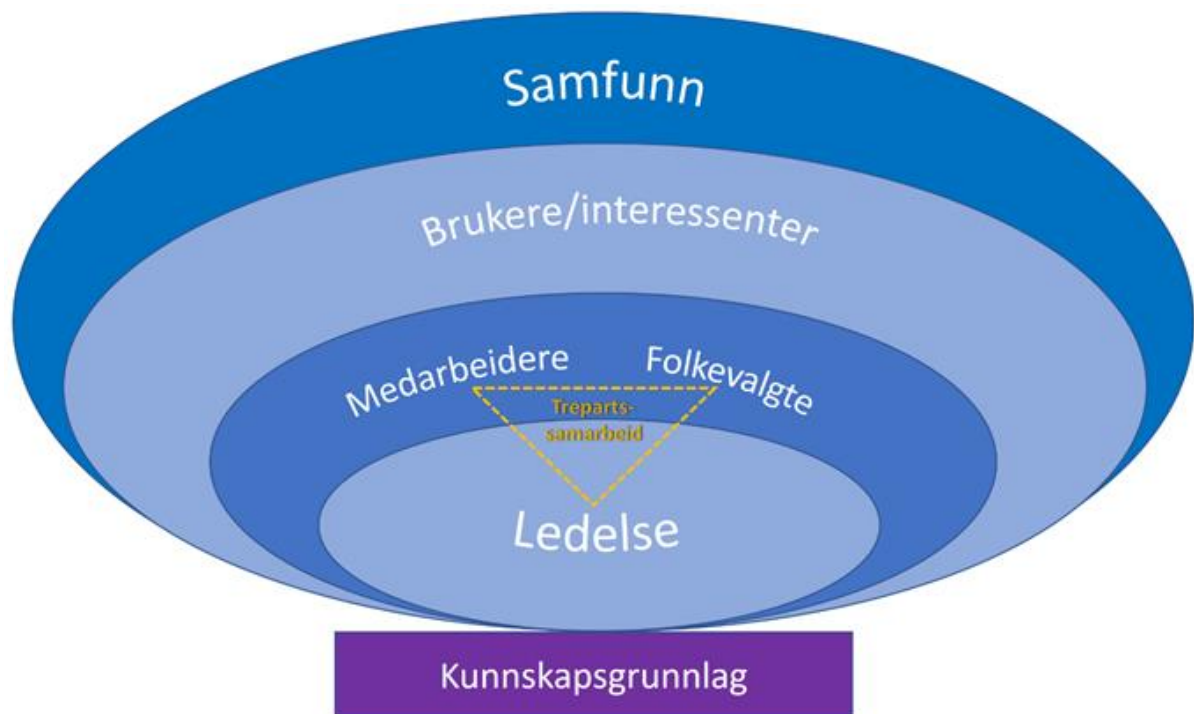 Samfunn
Brukere/interessenter
Medarbeidere
Folkevalgte
Treparts-
samarbeid
Ledelse
Kunnskapsgrunnlag